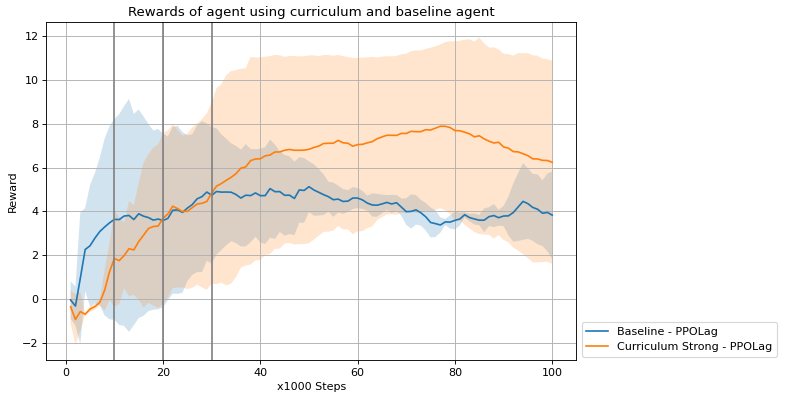 Rewards of agent using curriculum and baseline agent
12
10
8
6
4
2
0
−2
Reward
0
20
40
60
80
100
x1000 Steps
Baseline - PPOLag
Curriculum Strong - PPOLag